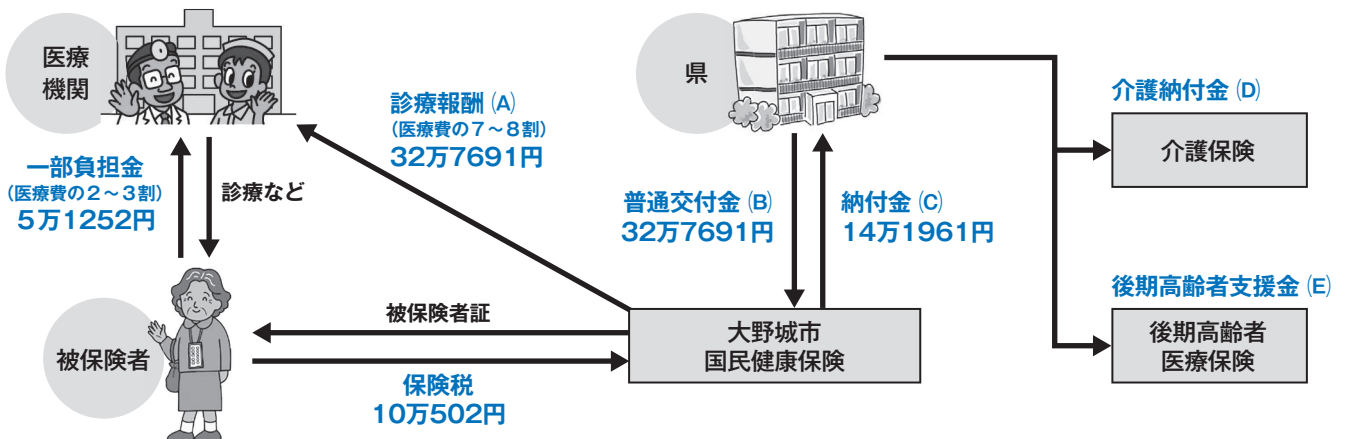 医療
機関
一部負担金
（医療費の２～３割）
５万1252円
診療など
診療報酬（A）
（医療費の７～８割）
32万7691円
県
普通交付金（B）
32万7691円
納付金（C）
14万1961円
介護納付金（D）
介護保険
後期高齢者支援金（E）
後期高齢者
医療保険
被保険者
被保険者証
保険税
10万502円
大野城市
国民健康保険